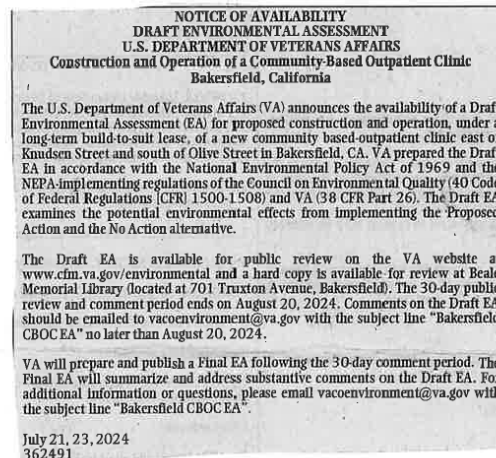 NOTICE OF AVAILABILITY
DRAFT ENVIRONMENTAL ASSESSMENT
U.S. DEPARTMENT OF VETERANS AFFAIRS
Construction and Operation of a Community-Based Outpatient Clinic
Bakersfield, California
The U.S. Department of Veterans Affairs (VA) announces the availability of a Draf
Environmental Assessment (EA) for proposed construction and operation, under a
long-term build-to-suit lease, of a new community based-outpatient clinic east o
Knudsen Street and south of Olive Street in Bakersfield, CA. VA prepared the Draf
EA in accordance with the National Environmental Policy Act of 1969 and the
NEPA-implementing regulations of the Council on Environmental Quality (40 Code
of Federal Regulations [CFR] 1500-1508) and VA (38 CFR Part 26). The Draft EA
examines the potential environmental effects from implementing the Proposed
Action and the No Action alternative.
The Draft EA is available for public review on the VA website a
www.cfm.va.gov/environmental and a hard copy is available for review at Beale
Memorial Library (located at 701 Truxton Avenue, Bakersfield). The 30-day public
review and comment period ends on August 20, 2024. Comments on the Draft EA
should be emailed to vacoenvironment@va.gov with the subject line "Bakersfield
CBOC EA" no later than August 20, 2024.
VA will prepare and publish a Final EA following the 30-day comment period. The
Final EA will summarize and address substantive comments on the Draft EA. Fo
additional information or questions, please email vacoenvironment@va.gov with
the subject line "Bakersfield CBOC EA".
July 21, 23, 2024
362491